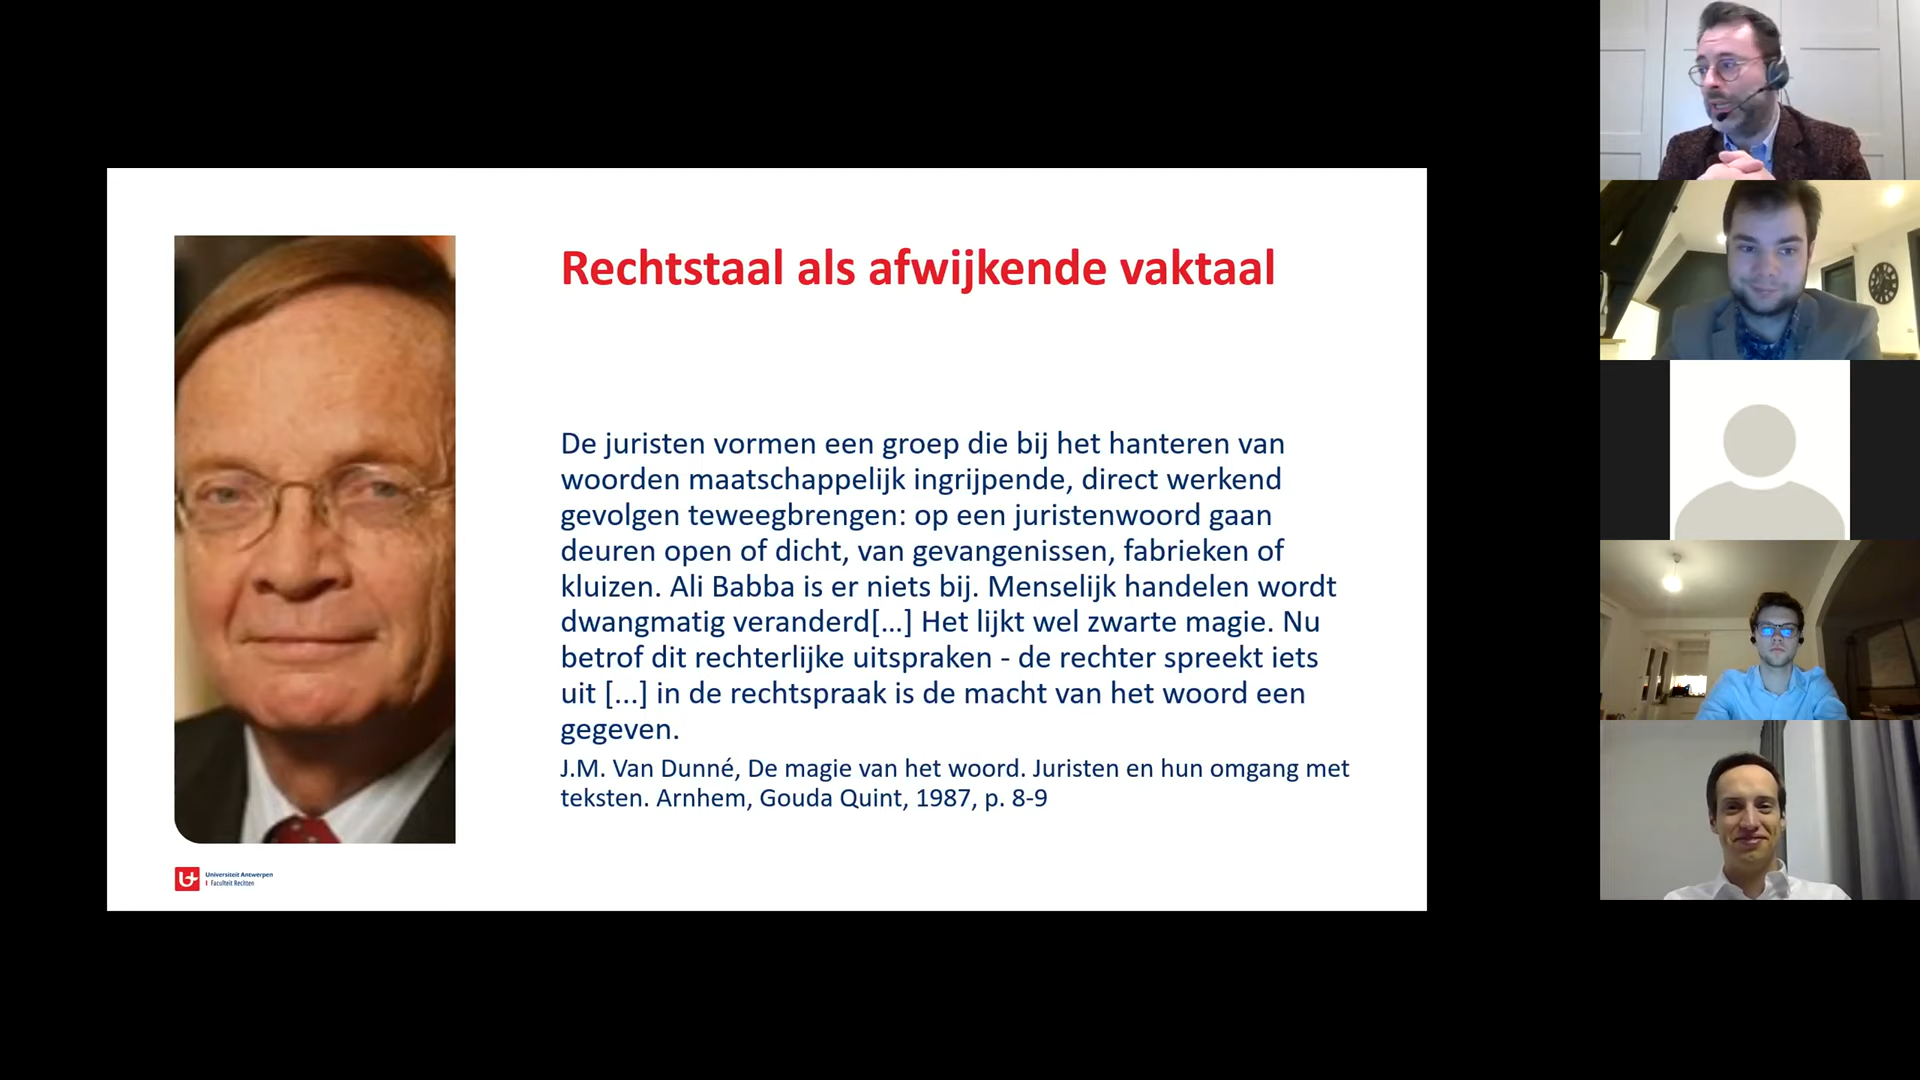 Rechtstaal als afwijkende vaktaal
De juristen vormen een groep die bij het hanteren van
woorden maatschappelijk ingrijpende, direct werkend
gevolgen teweegbrengen: op een juristenwoord gaan
deuren open of dicht, van gevangenissen, fabrieken of
kluizen. Ali Babba is er niets bij. Menselijk handelen wordt
dwangmatig veranderd[...] Het lijkt wel zwarte magie. Nu
betrof dit rechterlijke uitspraken - de rechter spreekt iets
uit [...] in de rechtspraak is de macht van het woord een
gegeven.
J.M. Van Dunné, De magie van het woord. Juristen en hun omgang met
teksten. Arnhem, Gouda Quint, 1987, p. 8-9
Universiteit Antwerpen
I Faculteit Rechten